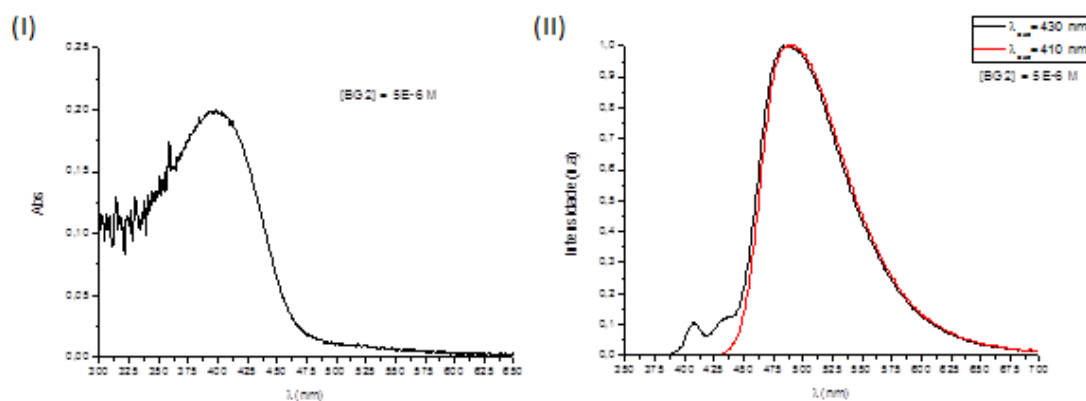 (I)
0,25
0,20
0,15
0,10
0,05
0,00
Abs
[BG2] = 5E-6 M
300 325 350 375 400 425 450 475 500 525 550 575 600 625 650
λ (nm)
(II)
λ = 430 nm
λ = 410 nm
[BG2] = 5E-6 M
1,0
0,9
0,8
0,7
0,6
0,5
0,4
0,3
0,2
0,1
0,0
Intensidade (u.a)
350 375 400 425 450 475 500 525 550 575 600 625 650 675 700
λ (nm)